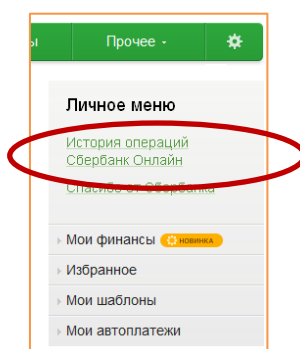 ы
Прочее
Личное меню
История операций
Сбербанк Онлайн
Спасибо от Сбербанка
Мои финансы НОВИНКА
Избранное
Мои шаблоны
Мои автоплатежи